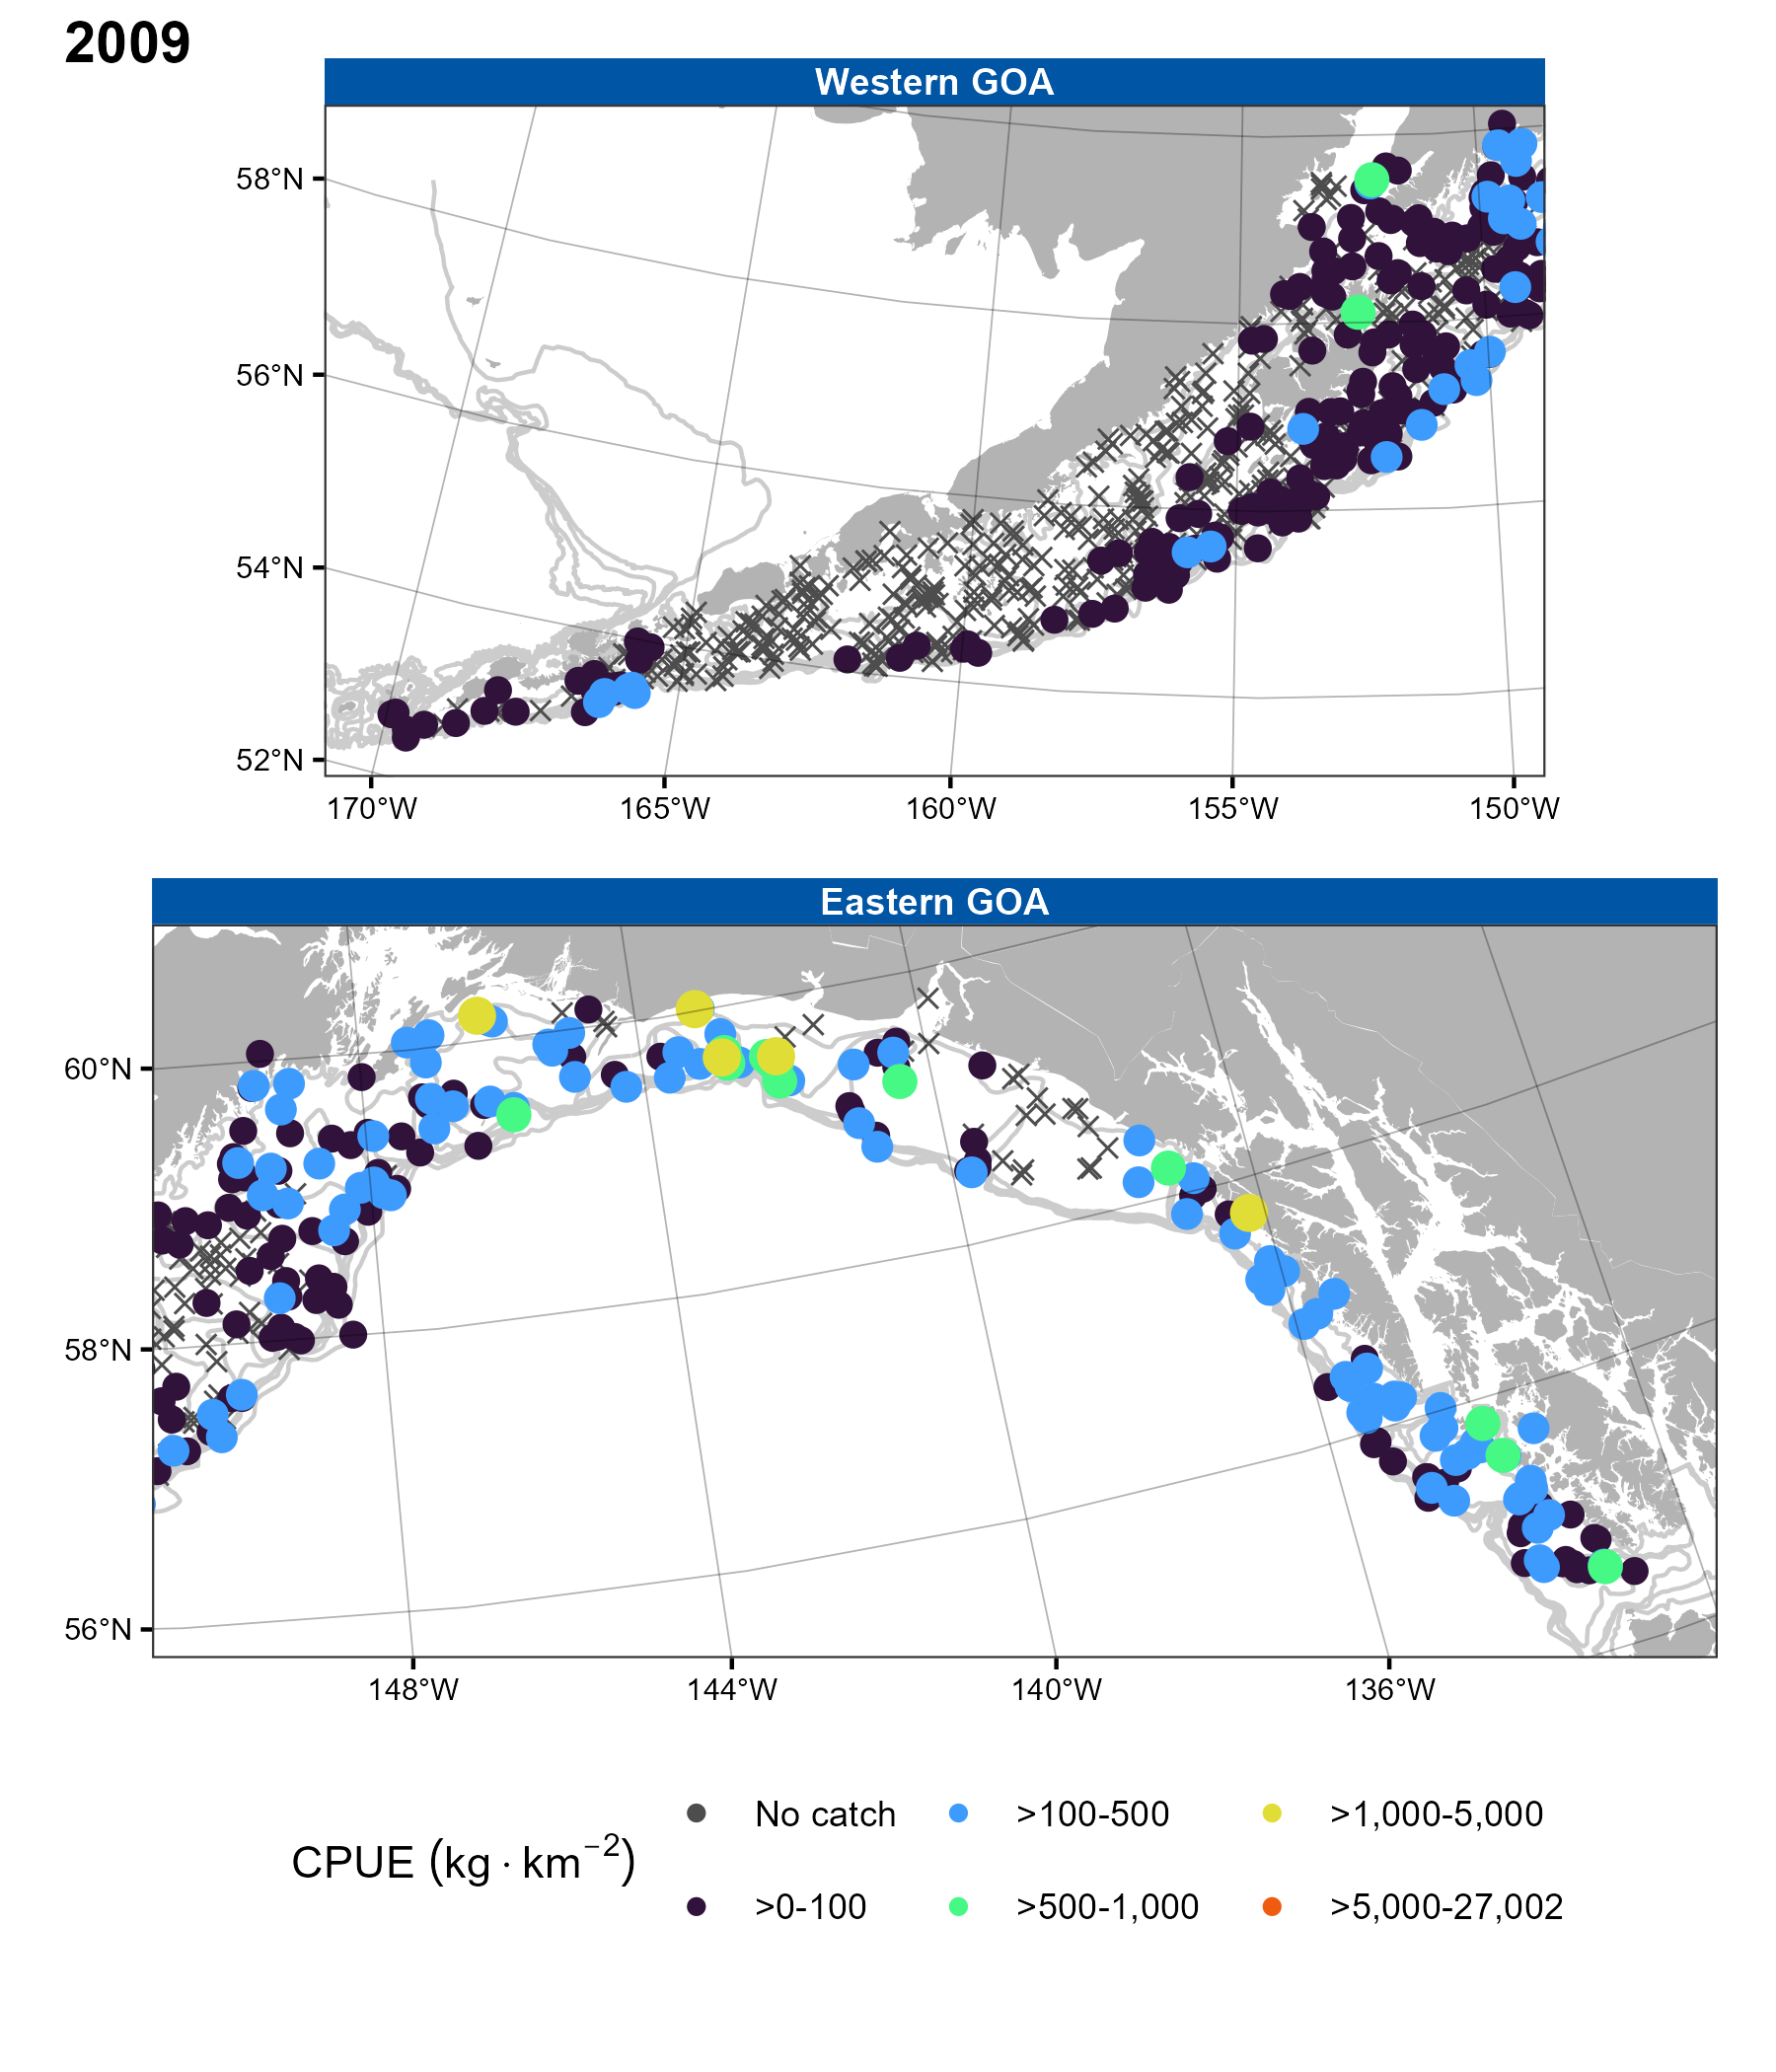 2009
Western GOA
58°N
56°N
54°N
52°N
170°W 165°W 160°W 155°W 150°W
Eastern GOA
60°N
58°N
56°N
148°W 144°W 140°W 136°W
CPUE (kg · km⁻²)
No catch >100-500 >1,000-5,000
>0-100 >500-1,000 >5,000-27,002